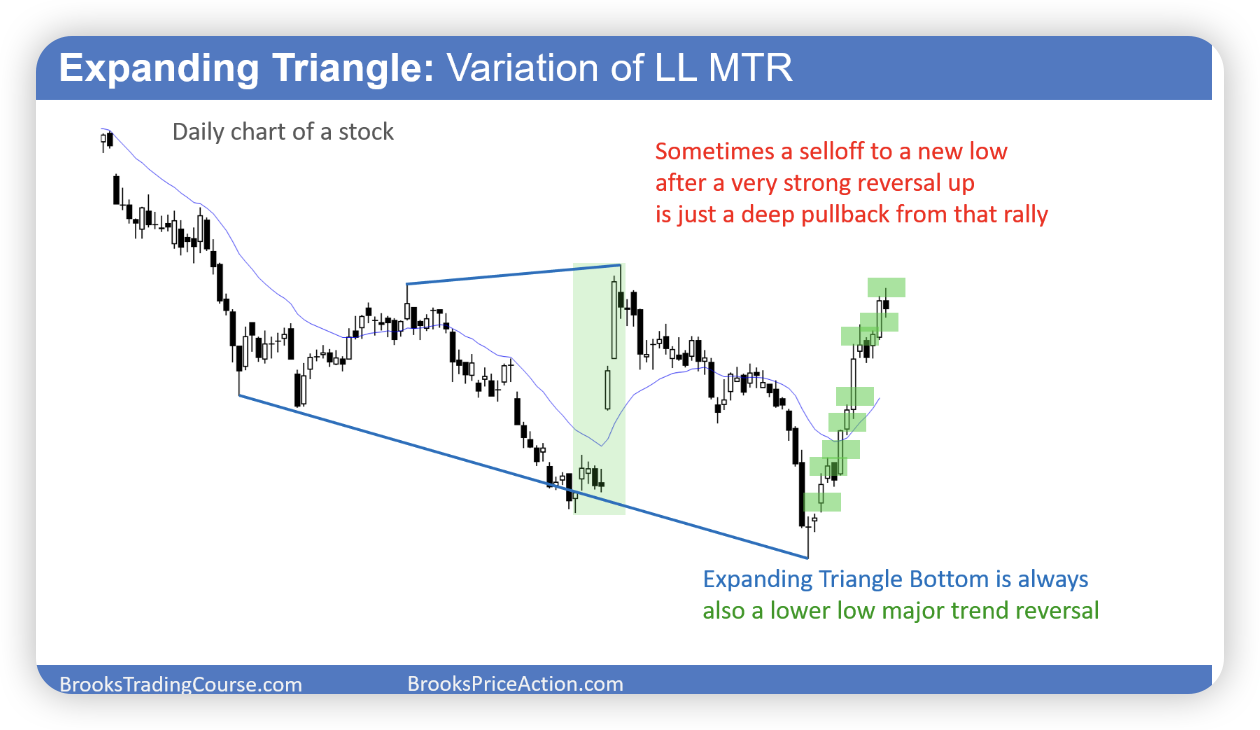 Expanding Triangle: Variation of LL MTR
Daily chart of a stock
Sometimes a selloff to a new low
after a very strong reversal up
is just a deep pullback from that rally
Expanding Triangle Bottom is always
also a lower low major trend reversal
BrooksTradingCourse.com
BrooksPriceAction.com